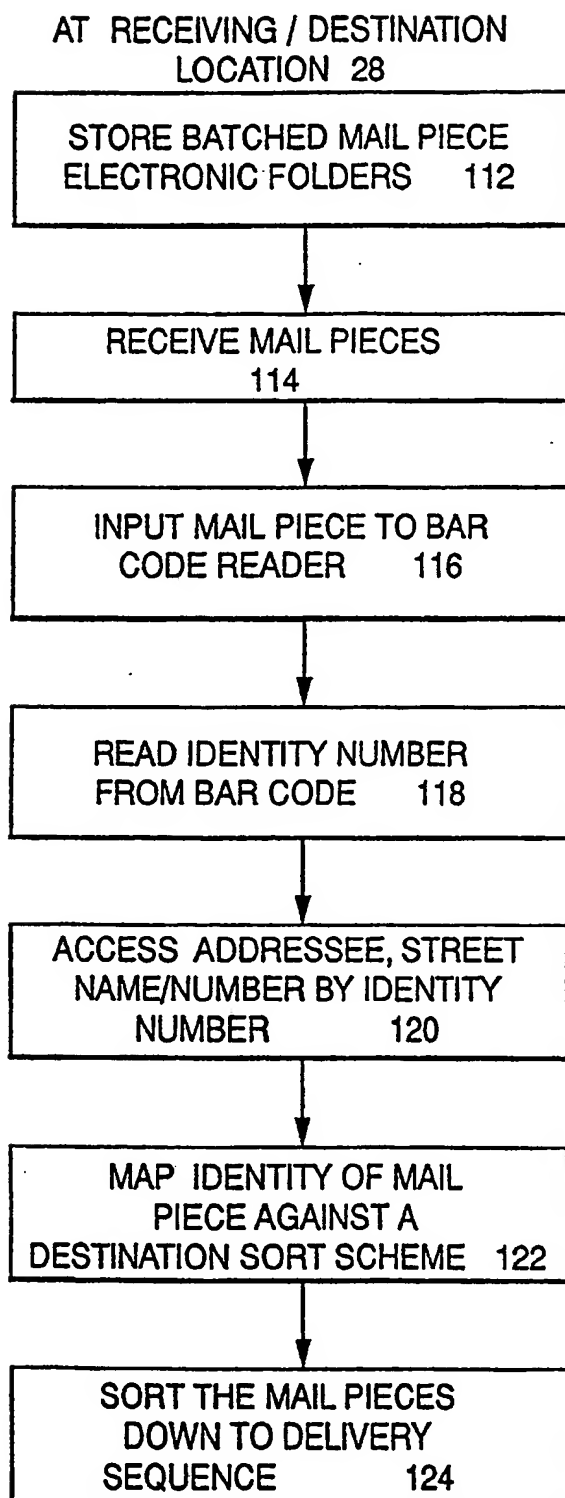 AT RECEIVING / DESTINATION
LOCATION 28
STORE BATCHED MAIL PIECE
ELECTRONIC FOLDERS 112
RECEIVE MAIL PIECES
114
INPUT MAIL PIECE TO BAR
CODE READER 116
READ IDENTITY NUMBER
FROM BAR CODE 118
ACCESS ADDRESSEE, STREET
NAME/NUMBER BY IDENTITY
NUMBER 120
MAP IDENTITY OF MAIL
PIECE AGAINST A
DESTINATION SORT SCHEME 122
SORT THE MAIL PIECES
DOWN TO DELIVERY
SEQUENCE 124